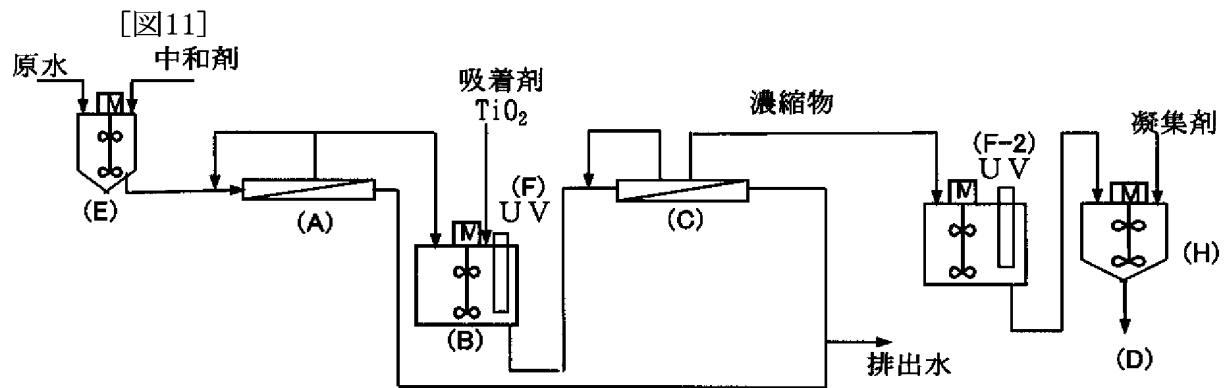 [図11]
原水
中和剤
M
(E)
(A)
吸着剤
TiO₂
(F)
UV
M
(B)
(C)
濃縮物
(F-2)
UV
M
凝集剤
M
(H)
(D)
排出水